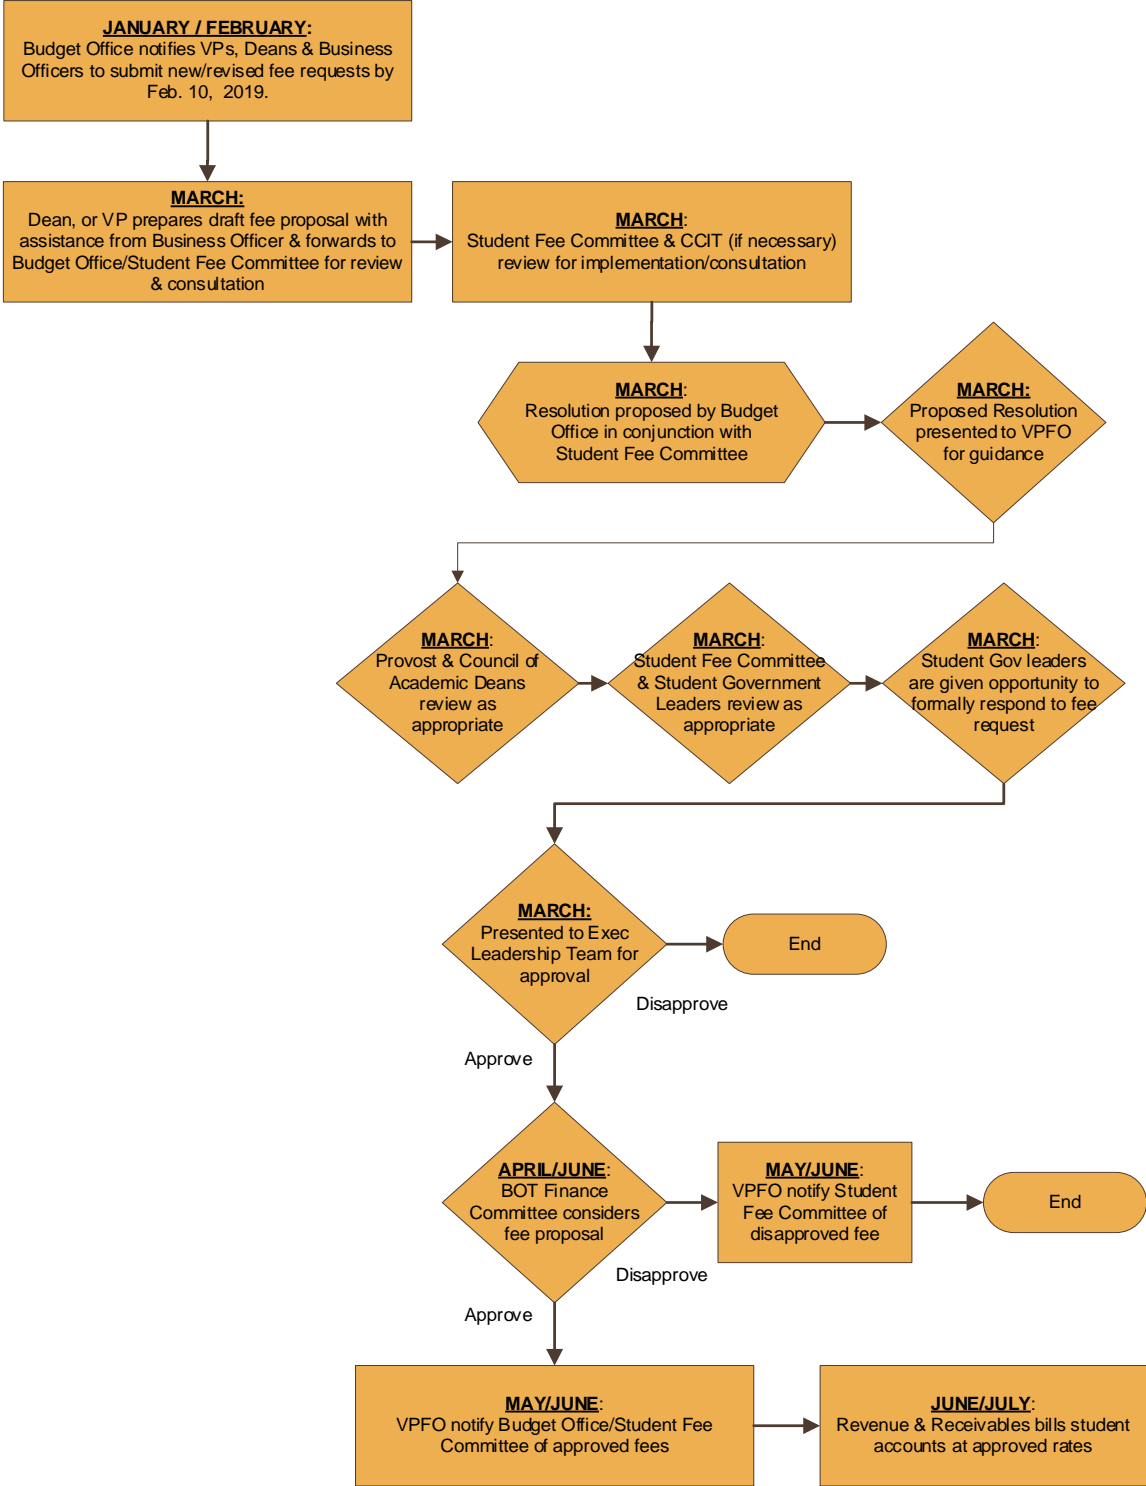 JANUARY / FEBRUARY:
Budget Office notifies VPs, Deans & Business
Officers to submit new/revised fee requests by
Feb. 10, 2019.
MARCH:
Dean, or VP prepares draft fee proposal with
assistance from Business Officer & forwards to
Budget Office/Student Fee Committee for review
& consultation
MARCH:
Student Fee Committee & CCIT (if necessary)
review for implementation/consultation
MARCH:
Resolution proposed by Budget
Office in conjunction with
Student Fee Committee
MARCH:
Proposed Resolution
presented to VPFO
for guidance
MARCH:
Provost & Council of
Academic Deans
review as
appropriate
MARCH:
Student Fee Committee
& Student Government
Leaders review as
appropriate
MARCH:
Student Gov leaders
are given opportunity to
formally respond to fee
request
MARCH:
Presented to Exec
Leadership Team for
approval
End
Disapprove
Approve
APRIL/JUNE:
BOT Finance
Committee considers
fee proposal
MAY/JUNE:
VPFO notify Student
Fee Committee of
disapproved fee
End
Disapprove
Approve
MAY/JUNE:
VPFO notify Budget Office/Student Fee
Committee of approved fees
JUNE/JULY:
Revenue & Receivables bills student
accounts at approved rates